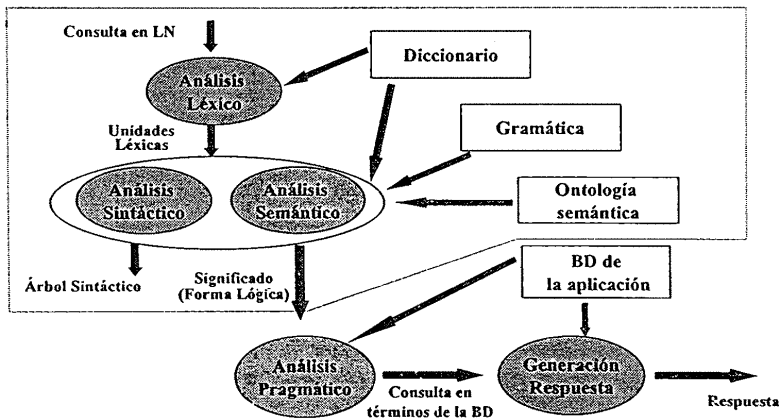 Consulta en LN
Diccionario
Análisis
Léxico
Unidades
Léxicas
Gramática
Análisis
Sintáctico
Análisis
Semántico
Ontología
semántica
Árbol Sintáctico
Significado
(Forma Lógica)
BD de
la aplicación
Análisis
Pragmático
Consulta en
términos de la BD
Generación
Respuesta
Respuesta